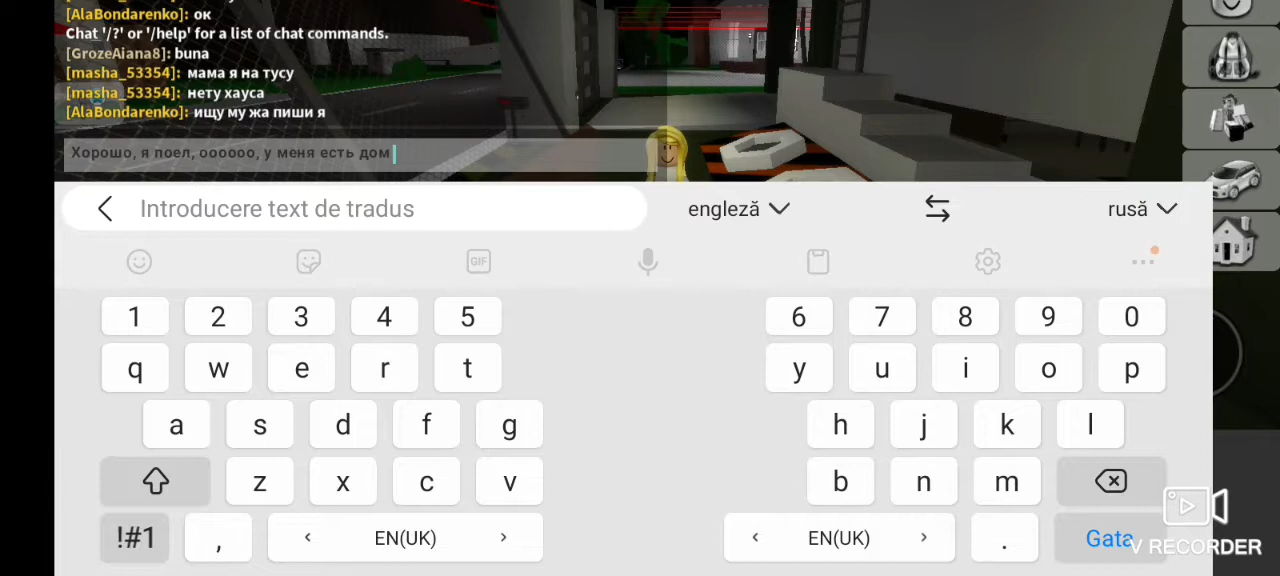 [AlaBondarenko]: ок
Chat '/?' or '/help' for a list of chat commands.
[GrozeAiana8]: buna
[masha_53354]: мама я на тусу
[masha_53354]: нету хауса
[AlaBondarenko]: ищу му жа пиши я
Хорошо, я поел, оооооо, у меня есть дом
Introducere text de tradus
engleză
rusă
GIF
1 2 3 4 5 6 7 8 9 0
q w e r t y u i o p
a s d f g h j k l
z x c v b n m
!#1 , < EN(UK) > < EN(UK) > . Gata
V RECORDER